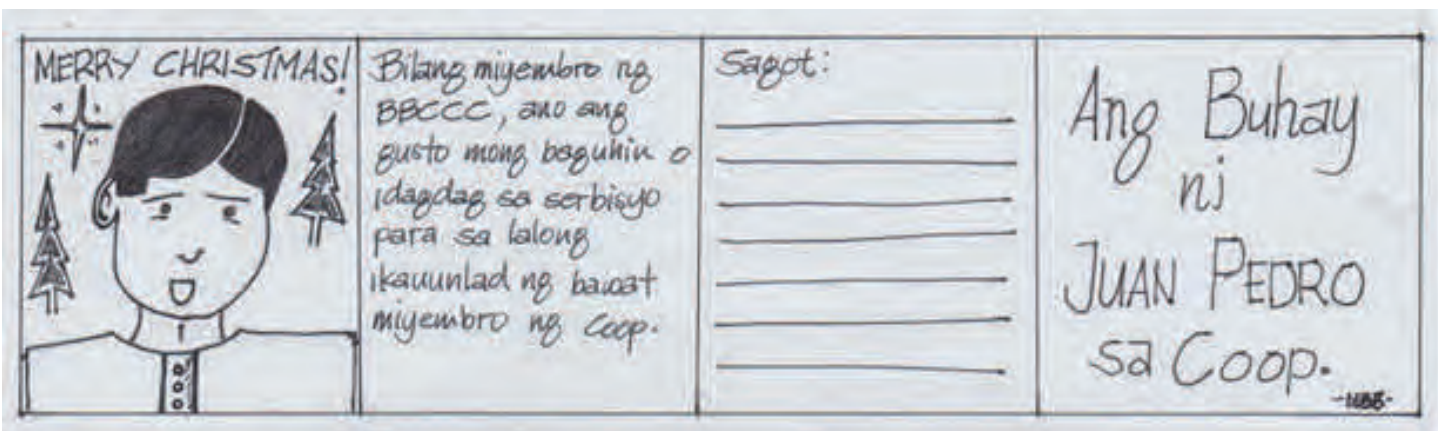 MERRY CHRISTMAS!
Bilang miyembro ng
BBCCC, ano ang
gusto mong baguhin o
idagdag sa serbisyo
para sa lalong
ikauunlad ng bawat
miyembro ng Coop.
Sagot:
Ang Buhay
ni
JUAN PEDRO
sa Coop.